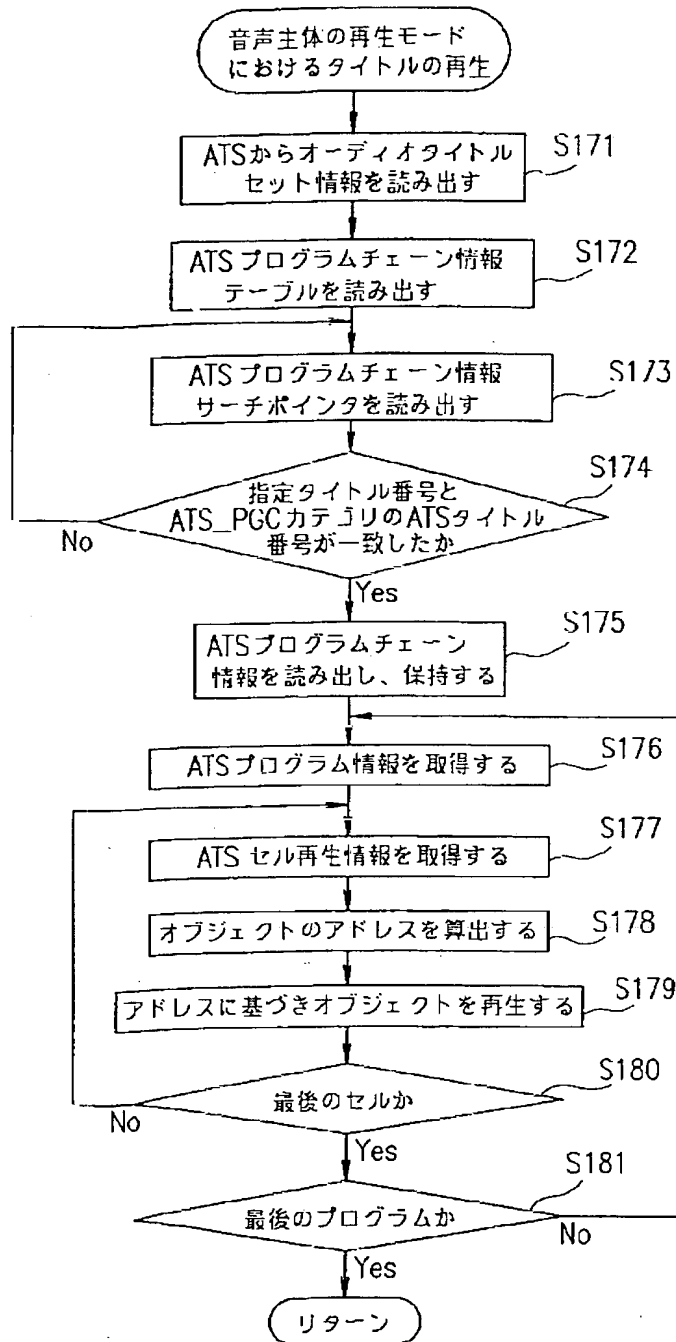 音声主体の再生モード
におけるタイトルの再生
ATSからオーディオタイトル
セット情報を読み出す
S171
ATSプログラムチェーン情報
テーブルを読み出す
S172
ATSプログラムチェーン情報
サーチポインタを読み出す
S173
指定タイトル番号と
ATS_PGCカテゴリのATSタイトル
番号が一致したか
S174
No
Yes
ATSプログラムチェーン
情報を読み出し、保持する
S175
ATSプログラム情報を取得する
S176
ATSセル再生情報を取得する
S177
オブジェクトのアドレスを算出する
S178
アドレスに基づきオブジェクトを再生する
S179
最後のセルか
S180
No
Yes
最後のプログラムか
S181
No
Yes
リターン